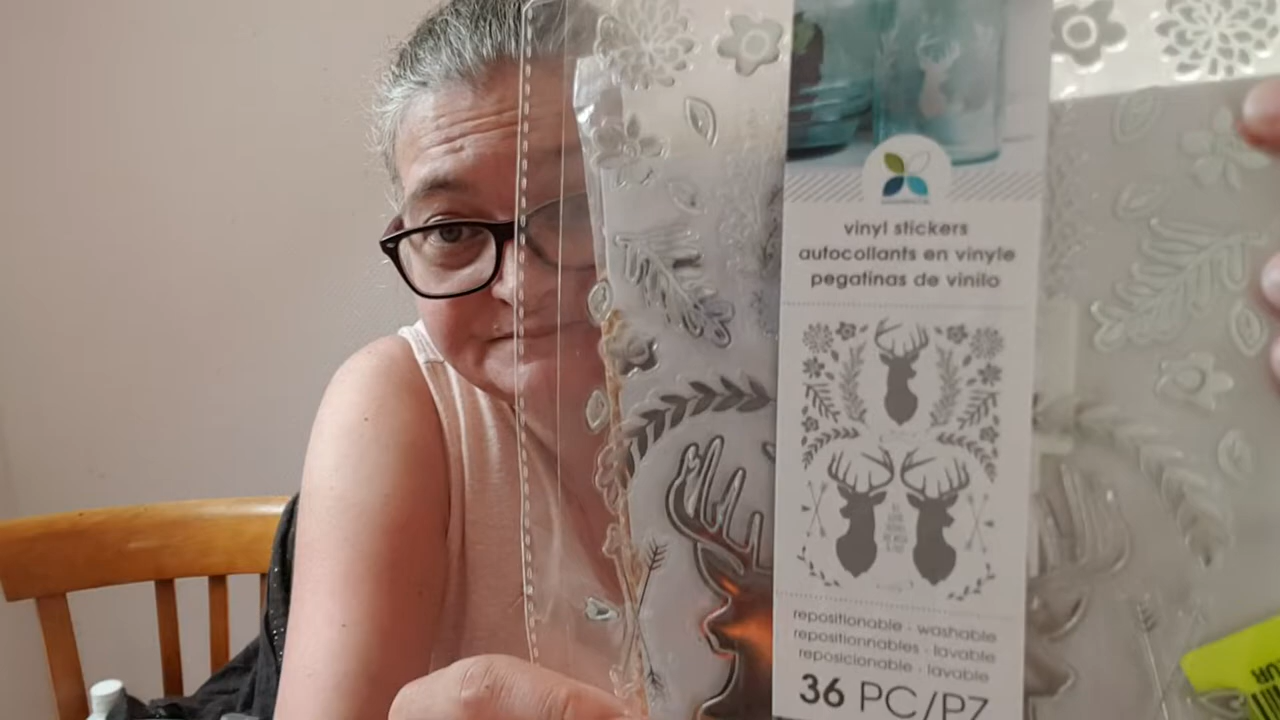 vinyl stickers
autocollants en vinyle
pegatinas de vinilo
repositionable - washable
repositionnables - lavable
reposicionable - lavable
36 PC/PZ